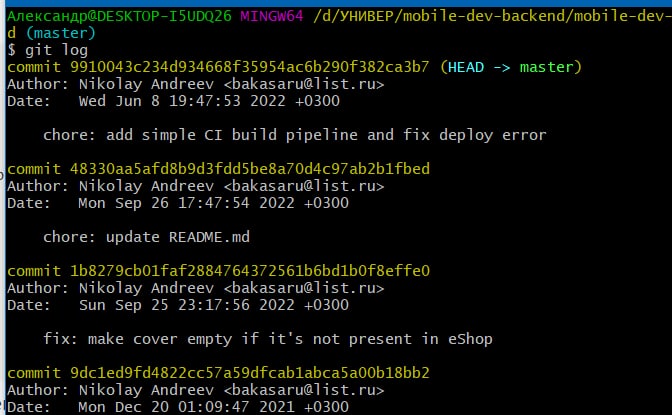 Александр@DESKTOP-I5UDQ26 MINGW64 /d/УНИВЕР/mobile-dev-backend/mobile-dev-
d (master)
$ git log
commit 9910043c234d934668f35954ac6b290f382ca3b7 (HEAD -> master)
Author: Nikolay Andreev <bakasaru@list.ru>
Date:   Wed Jun 8 19:47:53 2022 +0300
    chore: add simple CI build pipeline and fix deploy error
commit 48330aa5afd8b9d3fdd5be8a70d4c97ab2b1fbed
Author: Nikolay Andreev <bakasaru@list.ru>
Date:   Mon Sep 26 17:47:54 2022 +0300
    chore: update README.md
commit 1b8279cb01faf2884764372561b6bd1b0f8effe0
Author: Nikolay Andreev <bakasaru@list.ru>
Date:   Sun Sep 25 23:17:56 2022 +0300
    fix: make cover empty if it's not present in eShop
commit 9dc1ed9fd4822cc57a59dfcab1abca5a00b18bb2
Author: Nikolay Andreev <bakasaru@list.ru>
Date:   Mon Dec 20 01:09:47 2021 +0300